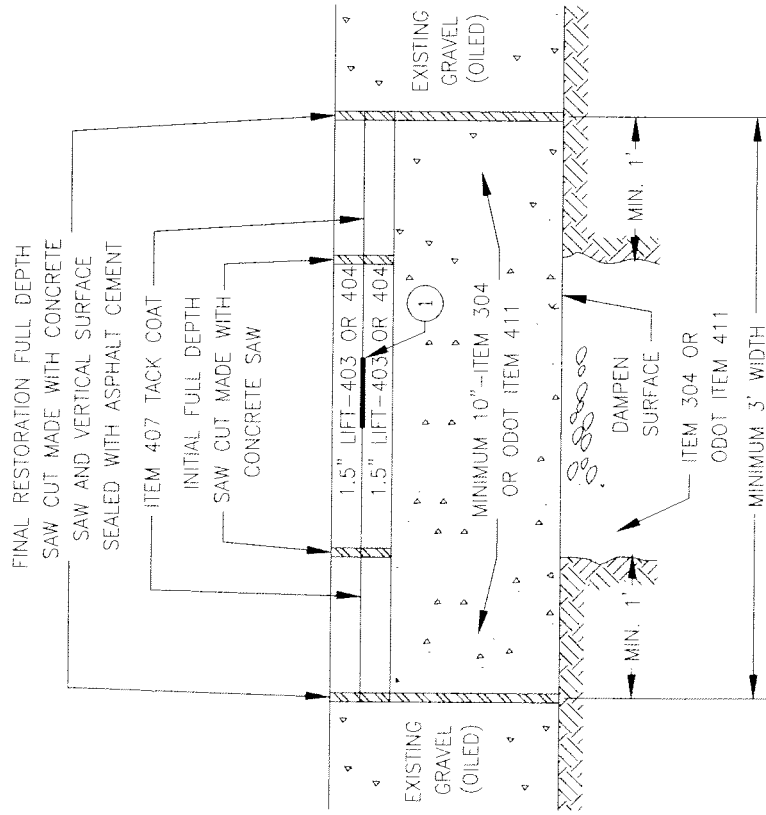 FINAL RESTORATION FULL DEPTH
SAW CUT MADE WITH CONCRETE
SAW AND VERTICAL SURFACE
SEALED WITH ASPHALT CEMENT
ITEM 407 TACK COAT
INITIAL FULL DEPTH
SAW CUT MADE WITH
CONCRETE SAW
EXISTING
GRAVEL
(OILED)
1.5" LIFT-403 OR 404
1.5" LIFT-403 OR 404
1
EXISTING
GRAVEL
(OILED)
MINIMUM 10"-ITEM 304
OR ODOT ITEM 411
MIN. 1'
DAMPEN
SURFACE
MIN. 1'
ITEM 304 OR
ODOT ITEM 411
MINIMUM 3' WIDTH